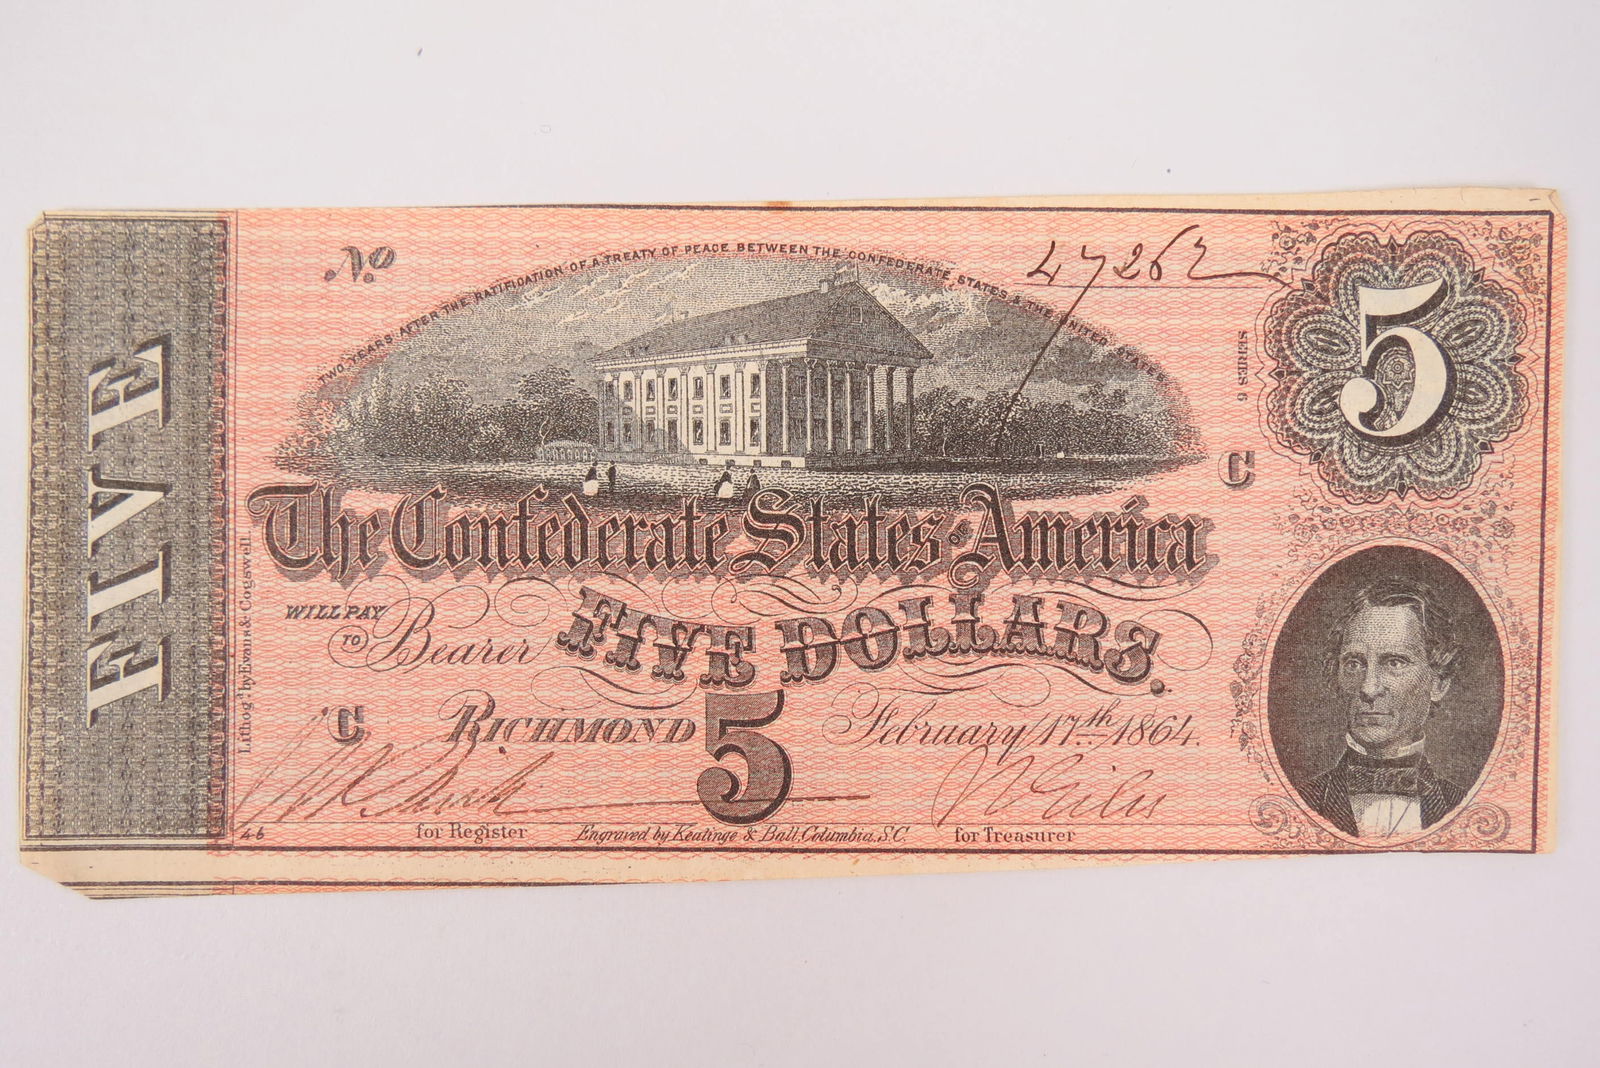 No
47262
TWO YEARS AFTER THE RATIFICATION OF A TREATY OF PEACE BETWEEN THE CONFEDERATE STATES & THE UNITED STATES
5
SERIES 6
C
FIVE
The Confederate States OF America
WILL PAY
TO Bearer FIVE DOLLARS.
C RICHMOND 5 February 17th 1864.
Lithog'd by Evans & Cogswell.
46
for Register
Engraved by Keatinge & Ball, Columbia, S.C.
for Treasurer